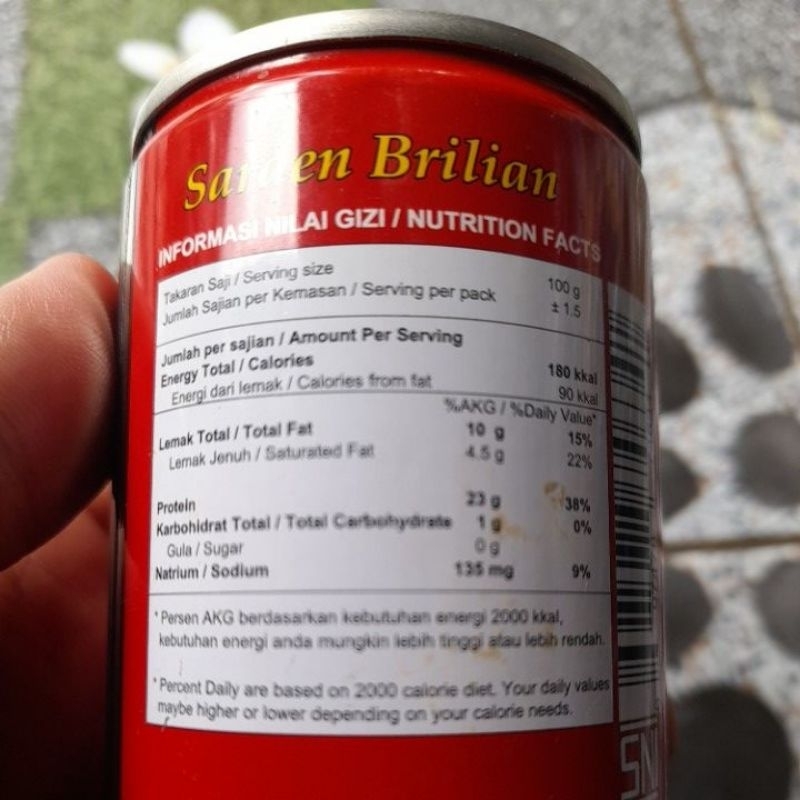 Sarden Brilian
INFORMASI NILAI GIZI / NUTRITION FACTS
Takaran Saji / Serving size 100 g
Jumlah Sajian per Kemasan / Serving per pack ± 1,5
Jumlah per sajian / Amount Per Serving
Energy Total / Calories 180 kkal
Energi dari lemak / Calories from fat 90 kkal
%AKG / %Daily Value*
Lemak Total / Total Fat 10 g 15%
Lemak Jenuh / Saturated Fat 4.5 g 22%
Protein 23 g 38%
Karbohidrat Total / Total Carbohydrate 1 g 0%
Gula / Sugar 0 g
Natrium / Sodium 135 mg 9%
* Persen AKG berdasarkan kebutuhan energi 2000 kkal,
kebutuhan energi anda mungkin lebih tinggi atau lebih rendah.
* Percent Daily are based on 2000 calorie diet. Your daily values
maybe higher or lower depending on your calorie needs.
SNI